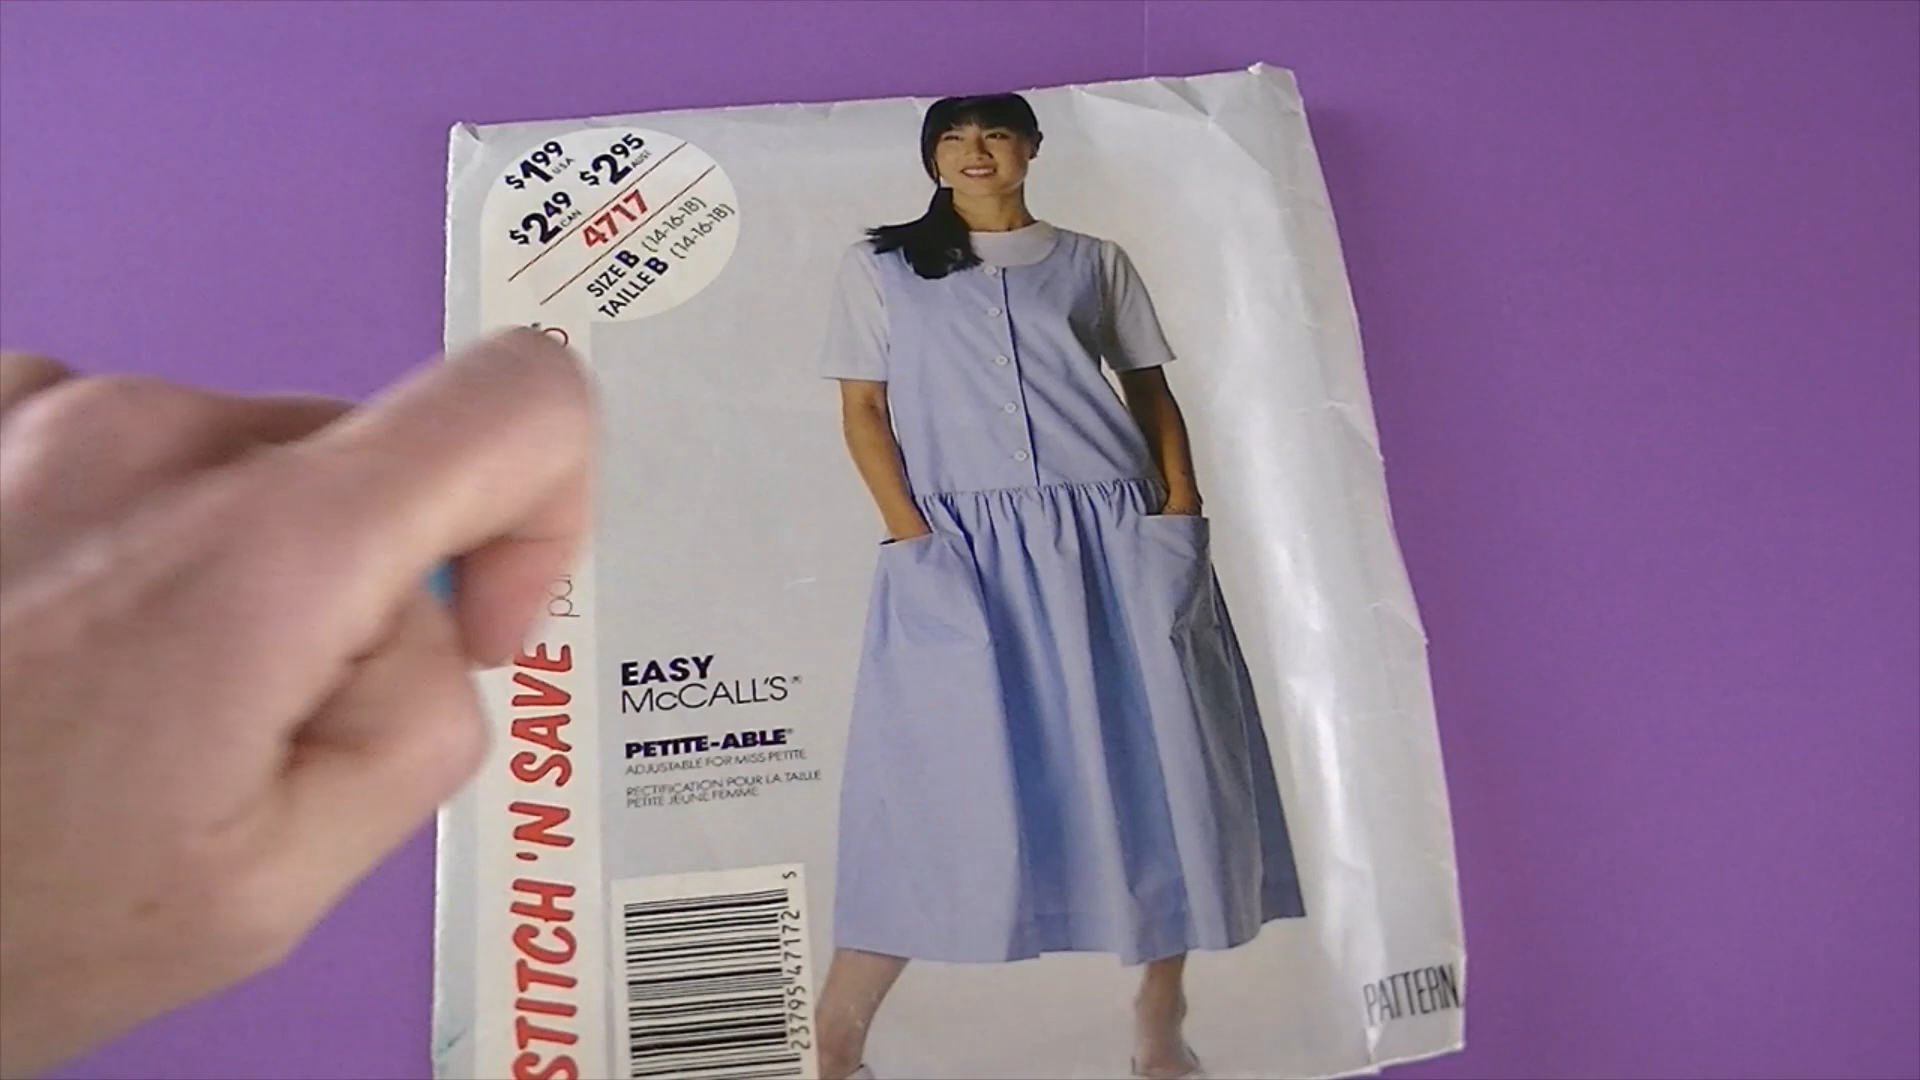 $1.99 USA
$2.95 AUST
$2.49 CAN
4717
SIZE B (14-16-18)
TAILLE B (14-16-18)
STITCH 'N SAVE
EASY
McCALL'S®
PETITE-ABLE®
ADJUSTABLE FOR MISS PETITE
RECTIFICATION POUR LA TAILLE
PETITE JEUNE FEMME
23795 47172 5
PATTERN